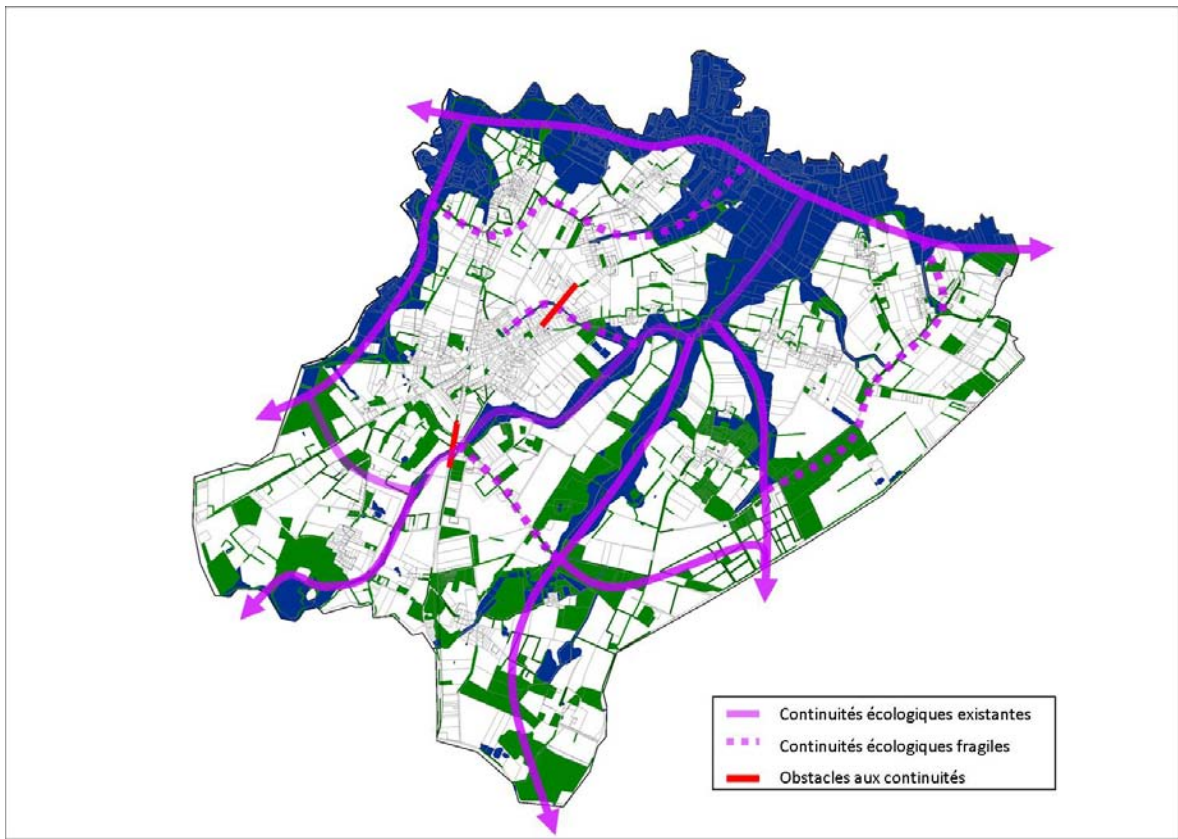 Continuités écologiques existantes
Continuités écologiques fragiles
Obstacles aux continuités